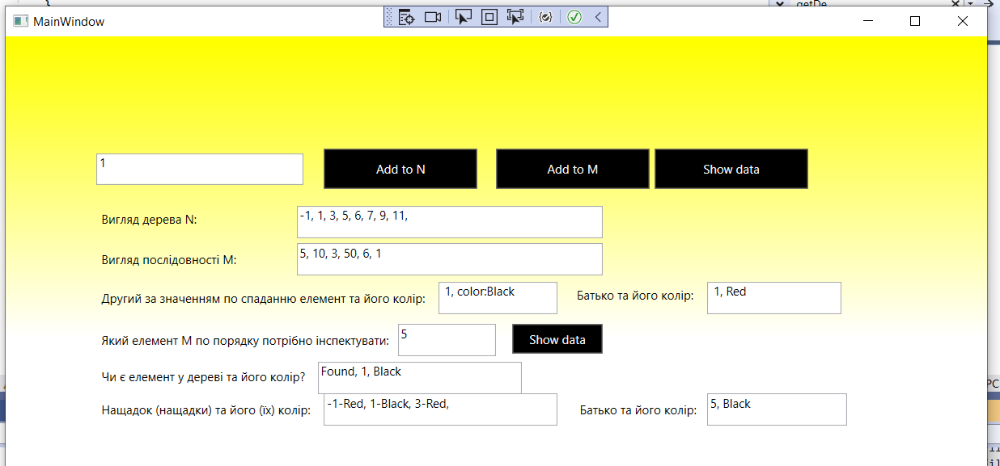 getDe
MainWindow
1
Add to N
Add to M
Show data
Вигляд дерева N:
-1, 1, 3, 5, 6, 7, 9, 11,
Вигляд послідовності M:
5, 10, 3, 50, 6, 1
Другий за значенням по спаданню елемент та його колір:
1, color:Black
Батько та його колір:
1, Red
Який елемент M по порядку потрібно інспектувати:
5
Show data
Чи є елемент у дереві та його колір?
Found, 1, Black
Нащадок (нащадки) та його (їх) колір:
-1-Red, 1-Black, 3-Red,
Батько та його колір:
5, Black